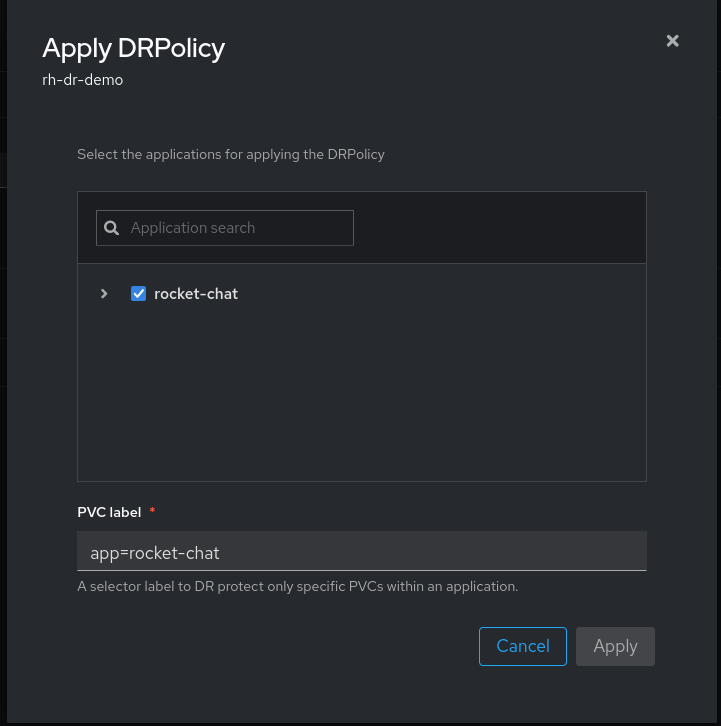 Apply DRPolicy
rh-dr-demo
Select the applications for applying the DRPolicy
Application search
rocket-chat
PVC label *
app=rocket-chat
A selector label to DR protect only specific PVCs within an application.
Cancel Apply